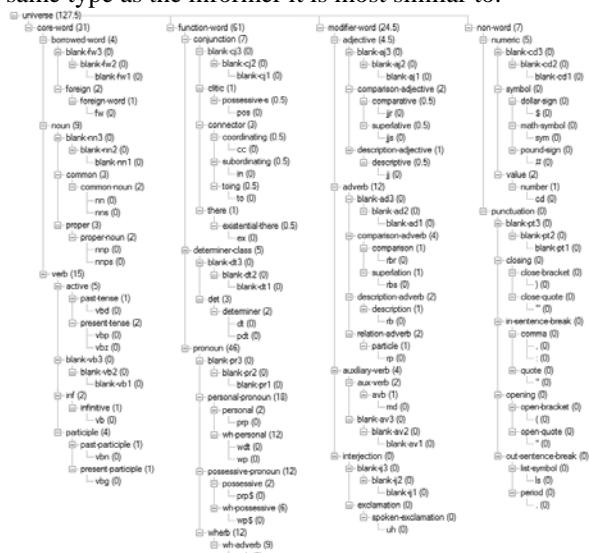 same type as the informer it is most similar to.
universe (127.5)
core-word (31)
borrowed-word (4)
blank-fw3 (0)
blank-fw2 (0)
blank-fw1 (0)
foreign (2)
foreign-word (1)
fw (0)
noun (9)
blank-nn3 (0)
blank-nn2 (0)
blank-nn1 (0)
common (3)
common-noun (2)
nn (0)
nns (0)
proper (3)
proper-noun (2)
nnp (0)
nnps (0)
verb (15)
active (5)
past-tense (1)
vbd (0)
present-tense (2)
vbp (0)
vbz (0)
blank-vb3 (0)
blank-vb2 (0)
blank-vb1 (0)
inf (2)
infinitive (1)
vb (0)
participle (4)
past-participle (1)
vbn (0)
present-participle (1)
vbg (0)
function-word (61)
conjunction (7)
blank-cj3 (0)
blank-cj2 (0)
blank-cj1 (0)
clitic (1)
possessive-s (0.5)
pos (0)
connector (3)
coordinating (0.5)
cc (0)
subordinating (0.5)
in (0)
toing (0.5)
to (0)
there (1)
existential-there (0.5)
ex (0)
determiner-class (5)
blank-dt3 (0)
blank-dt2 (0)
blank-dt1 (0)
det (3)
determiner (2)
dt (0)
pdt (0)
pronoun (46)
blank-pr3 (0)
blank-pr2 (0)
blank-pr1 (0)
personal-pronoun (18)
personal (2)
prp (0)
wh-personal (12)
wdt (0)
wp (0)
possessive-pronoun (12)
possessive (2)
prp$ (0)
wh-possessive (6)
wp$ (0)
wherb (12)
wh-adverb (9)
modifier-word (24.5)
adjective (4.5)
blank-aj3 (0)
blank-aj2 (0)
blank-aj1 (0)
comparison-adjective (2)
comparative (0.5)
jjr (0)
superlative (0.5)
jjs (0)
description-adjective (1)
descriptive (0.5)
jj (0)
adverb (12)
blank-ad3 (0)
blank-ad2 (0)
blank-ad1 (0)
comparison-adverb (4)
comparison (1)
rbr (0)
superlation (1)
rbs (0)
description-adverb (2)
description (1)
rb (0)
relation-adverb (2)
particle (1)
rp (0)
auxiliary-verb (4)
aux-verb (2)
avb (1)
md (0)
blank-av3 (0)
blank-av2 (0)
blank-av1 (0)
interjection (0)
blank-ij3 (0)
blank-ij2 (0)
blank-ij1 (0)
exclamation (0)
spoken-exclamation (0)
uh (0)
non-word (7)
numeric (5)
blank-cd3 (0)
blank-cd2 (0)
blank-cd1 (0)
symbol (0)
dollar-sign (0)
$ (0)
math-symbol (0)
sym (0)
pound-sign (0)
# (0)
value (2)
number (1)
cd (0)
punctuation (0)
blank-pt3 (0)
blank-pt2 (0)
blank-pt1 (0)
closing (0)
close-bracket (0)
) (0)
close-quote (0)
" (0)
in-sentence-break (0)
comma (0)
, (0)
: (0)
quote (0)
" (0)
opening (0)
open-bracket (0)
( (0)
open-quote (0)
" (0)
out-sentence-break (0)
list-symbol (0)
ls (0)
period (0)
. (0)